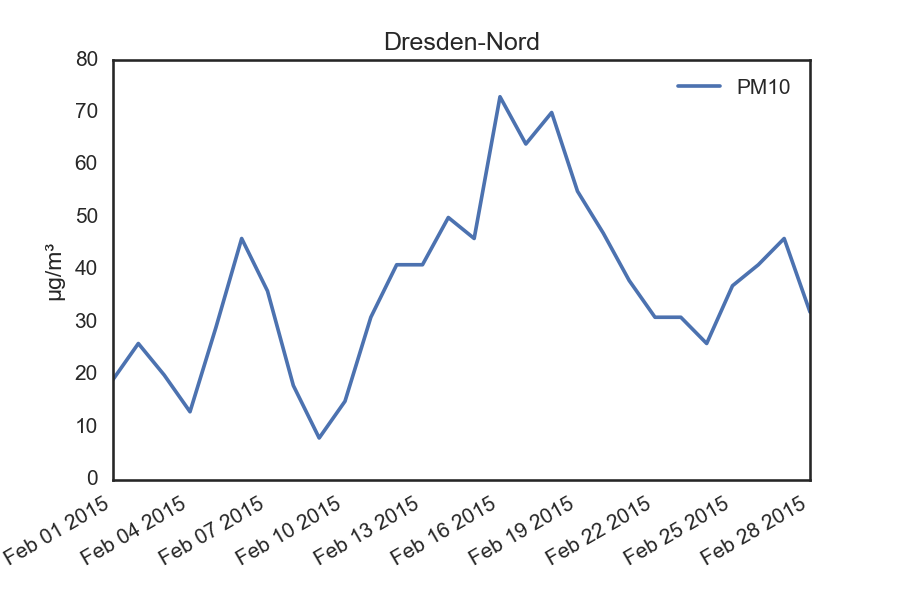 Dresden-Nord
80
70
60
50
40
30
20
10
0
µg/m³
PM10
Feb 01 2015
Feb 04 2015
Feb 07 2015
Feb 10 2015
Feb 13 2015
Feb 16 2015
Feb 19 2015
Feb 22 2015
Feb 25 2015
Feb 28 2015